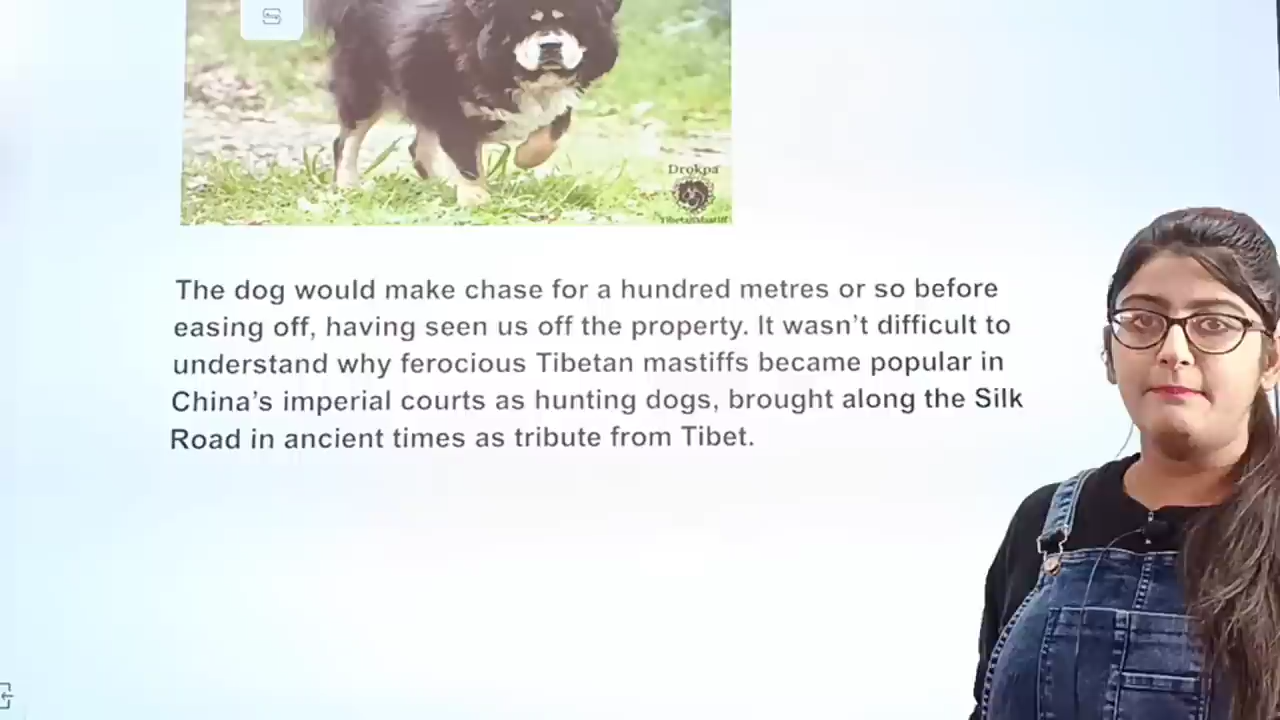 Drokpa
Tibetan Mastiff
The dog would make chase for a hundred metres or so before
easing off, having seen us off the property. It wasn’t difficult to
understand why ferocious Tibetan mastiffs became popular in
China’s imperial courts as hunting dogs, brought along the Silk
Road in ancient times as tribute from Tibet.